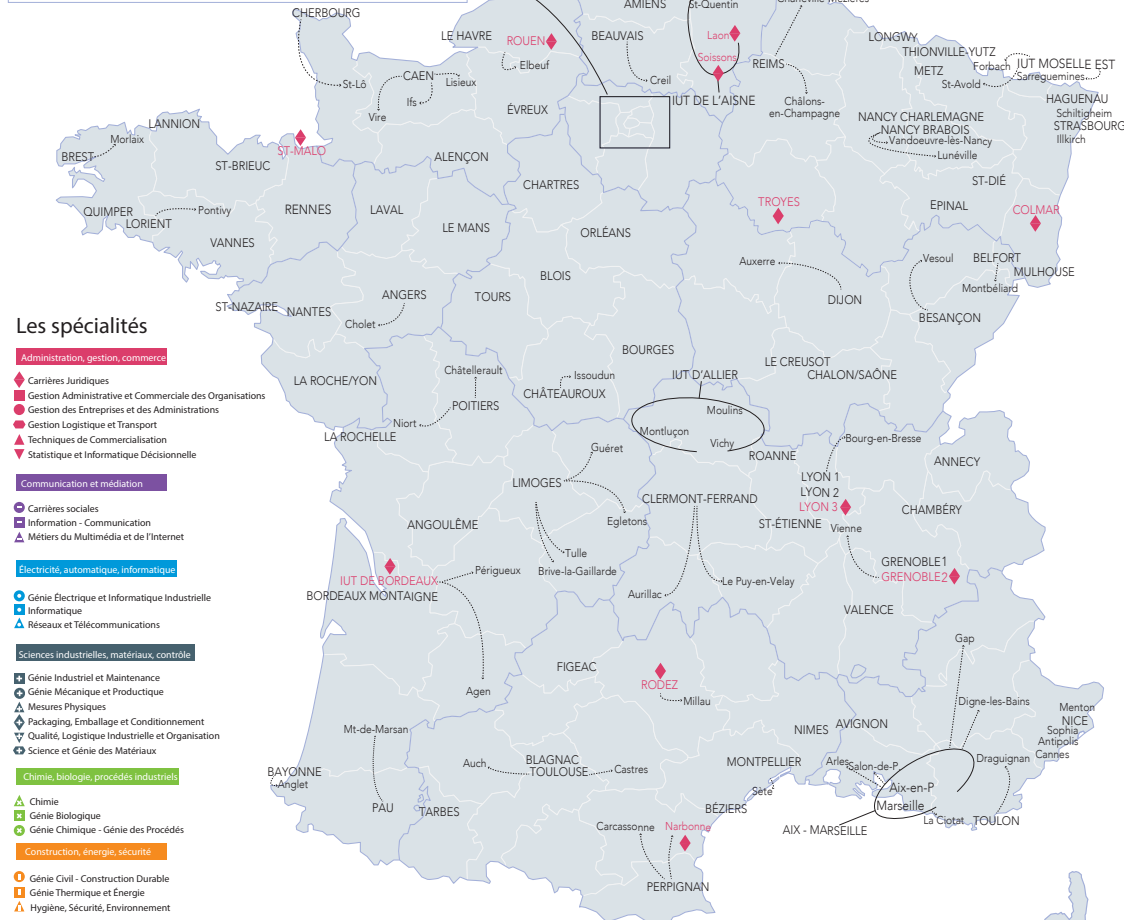 CHERBOURG
AMIENS
St-Quentin
LE HAVRE
ROUEN
Elbeuf
BEAUVAIS
Creil
Laon
Soissons
IUT DE L'AISNE
REIMS
Châlons-
en-Champagne
LONGWY
THIONVILLE-YUTZ
METZ
Forbach
IUT MOSELLE EST
Sarreguemines
St-Avold
HAGUENAU
Schiltigheim
STRASBOURG
Illkirch
NANCY CHARLEMAGNE
NANCY BRABOIS
Vandoeuvre-lès-Nancy
Lunéville
St-Lô
CAEN
Lisieux
Ifs
Vire
ÉVREUX
ALENÇON
LANNION
Morlaix
BREST
ST-BRIEUC
ST-MALO
QUIMPER
LORIENT
Pontivy
VANNES
RENNES
LAVAL
LE MANS
CHARTRES
ORLÉANS
TROYES
ST-DIÉ
EPINAL
COLMAR
Auxerre
DIJON
Vesoul
BELFORT
MULHOUSE
Montbéliard
BESANÇON
BLOIS
TOURS
ANGERS
Cholet
ST-NAZAIRE
NANTES
BOURGES
LE CREUSOT
CHALON/SAÔNE
IUT D'ALLIER
Moulins
Montluçon
Vichy
Issoudun
CHÂTEAUROUX
Châtellerault
POITIERS
Niort
LA ROCHE/YON
LA ROCHELLE
Guéret
LIMOGES
Egletons
Tulle
Brive-la-Gaillarde
ANGOULÊME
CLERMONT-FERRAND
Aurillac
Le Puy-en-Velay
ROANNE
Bourg-en-Bresse
LYON 1
LYON 2
LYON 3
ST-ÉTIENNE
Vienne
ANNECY
CHAMBÉRY
GRENOBLE1
GRENOBLE2
VALENCE
IUT DE BORDEAUX
BORDEAUX MONTAIGNE
Périgueux
Agen
FIGEAC
RODEZ
Millau
Gap
Digne-les-Bains
Menton
NICE
Sophia
Antipolis
Cannes
Draguignan
NIMES
AVIGNON
Arles
Salon-de-P
Aix-en-P
Marseille
La Ciotat
TOULON
AIX - MARSEILLE
MONTPELLIER
Sète
BÉZIERS
Mt-de-Marsan
BAYONNE
Anglet
PAU
TARBES
Auch
BLAGNAC
TOULOUSE
Castres
Carcassonne
Narbonne
PERPIGNAN
Les spécialités
Administration, gestion, commerce
Carrières Juridiques
Gestion Administrative et Commerciale des Organisations
Gestion des Entreprises et des Administrations
Gestion Logistique et Transport
Techniques de Commercialisation
Statistique et Informatique Décisionnelle
Communication et médiation
Carrières sociales
Information - Communication
Métiers du Multimédia et de l'Internet
Électricité, automatique, informatique
Génie Électrique et Informatique Industrielle
Informatique
Réseaux et Télécommunications
Sciences industrielles, matériaux, contrôle
Génie Industriel et Maintenance
Génie Mécanique et Productique
Mesures Physiques
Packaging, Emballage et Conditionnement
Qualité, Logistique Industrielle et Organisation
Science et Génie des Matériaux
Chimie, biologie, procédés industriels
Chimie
Génie Biologique
Génie Chimique - Génie des Procédés
Construction, énergie, sécurité
Génie Civil - Construction Durable
Génie Thermique et Énergie
Hygiène, Sécurité, Environnement